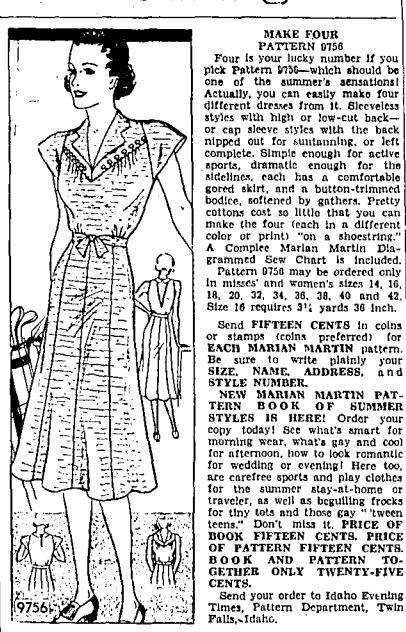 MAKE FOUR
PATTERN 9756
Four is your lucky number if you
pick Pattern 9756—which should be
one of the summer's sensations!
Actually, you can easily make four
different dresses from it. Sleeveless
styles with high or low-cut back—
or cap sleeve styles with the back
nipped out for suntanning, or left
complete. Simple enough for active
sports, dramatic enough for the
sidelines, each has a comfortable
gored skirt, and a button-trimmed
bodice, softened by gathers. Pretty
cottons cost so little that you can
make the four (each in a different
color or print) "on a shoestring."
A Complee Marian Martin Dia-
grammed Sew Chart is included.
Pattern 9756 may be ordered only
in misses' and women's sizes 14, 16,
18, 20, 32, 34, 36, 38, 40 and 42.
Size 16 requires 3¼ yards 36 inch.
Send FIFTEEN CENTS in coins
or stamps (coins preferred) for
EACH MARIAN MARTIN pattern.
Be sure to write plainly your
SIZE, NAME, ADDRESS, and
STYLE NUMBER.
NEW MARIAN MARTIN PAT-
TERN BOOK OF SUMMER
STYLES IS HERE! Order your
copy today! See what's smart for
morning wear, what's gay and cool
for afternoon, how to look romantic
for wedding or evening! Here too,
are carefree sports and play clothes
for the summer stay-at-home or
traveler, as well as beguiling frocks
for tiny tots and those gay "'tween
teens." Don't miss it. PRICE OF
BOOK FIFTEEN CENTS. PRICE
OF PATTERN FIFTEEN CENTS.
BOOK AND PATTERN TO-
GETHER ONLY TWENTY-FIVE
CENTS.
Send your order to Idaho Evening
Times, Pattern Department, Twin
Falls, Idaho.
9756